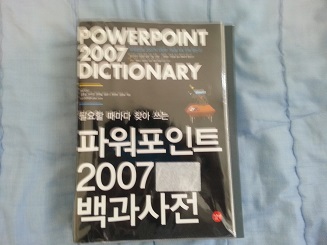 POWERPOINT
2007
DICTIONARY
필요할 때마다 찾아 쓰는
파워포인트
2007
백과사전